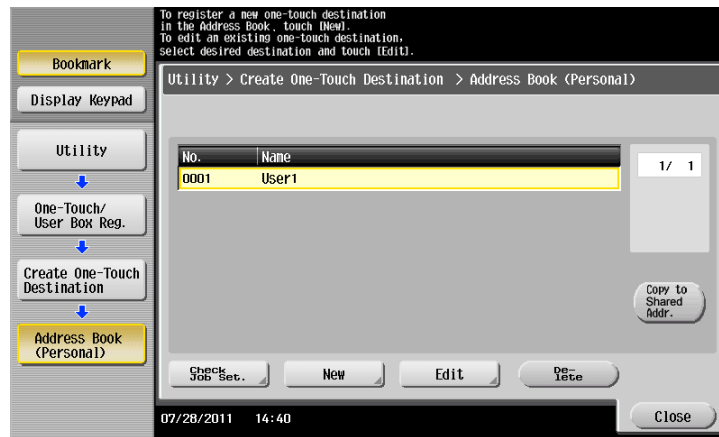 To register a new one-touch destination
in the Address Book, touch [New].
To edit an existing one-touch destination,
select desired destination and touch [Edit].
Bookmark
Display Keypad
Utility
One-Touch/
User Box Reg.
Create One-Touch
Destination
Address Book
(Personal)
Utility > Create One-Touch Destination > Address Book (Personal)
No. Name
0001 User1
1/ 1
Copy to
Shared
Addr.
Check
Job Set.
New
Edit
De-
lete
07/28/2011 14:40
Close